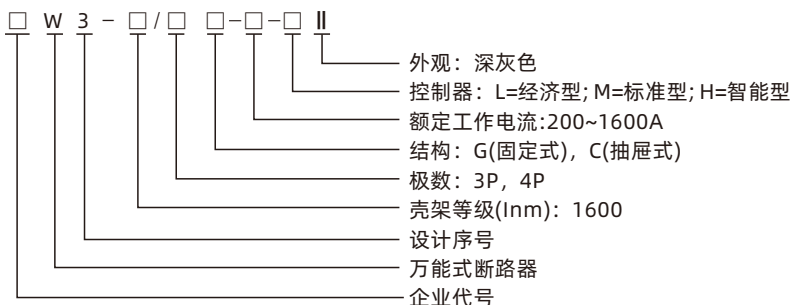 □ W 3 - □/□ □-□-□ Ⅱ
外观：深灰色
控制器：L=经济型; M=标准型; H=智能型
额定工作电流:200~1600A
结构：G(固定式)，C(抽屉式)
极数：3P，4P
壳架等级(Inm)：1600
设计序号
万能式断路器
企业代号